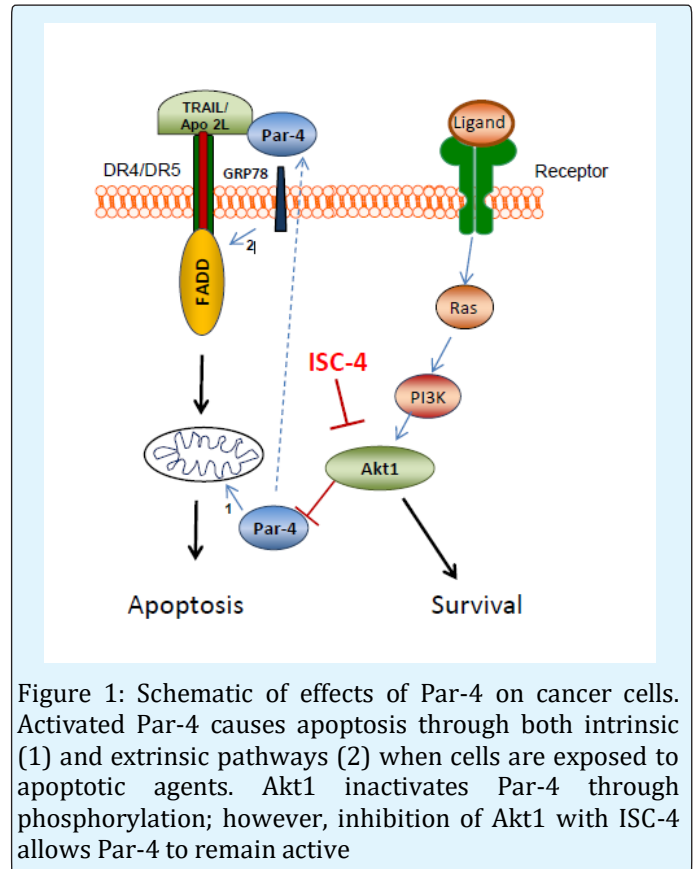 TRAIL/
Apo 2L
Par-4
Ligand
DR4/DR5
GRP78
Receptor
2
FADD
Ras
ISC-4
PI3K
Akt1
1
Par-4
Apoptosis
Survival
Figure 1: Schematic of effects of Par-4 on cancer cells.
Activated Par-4 causes apoptosis through both intrinsic
(1) and extrinsic pathways (2) when cells are exposed to
apoptotic agents. Akt1 inactivates Par-4 through
phosphorylation; however, inhibition of Akt1 with ISC-4
allows Par-4 to remain active